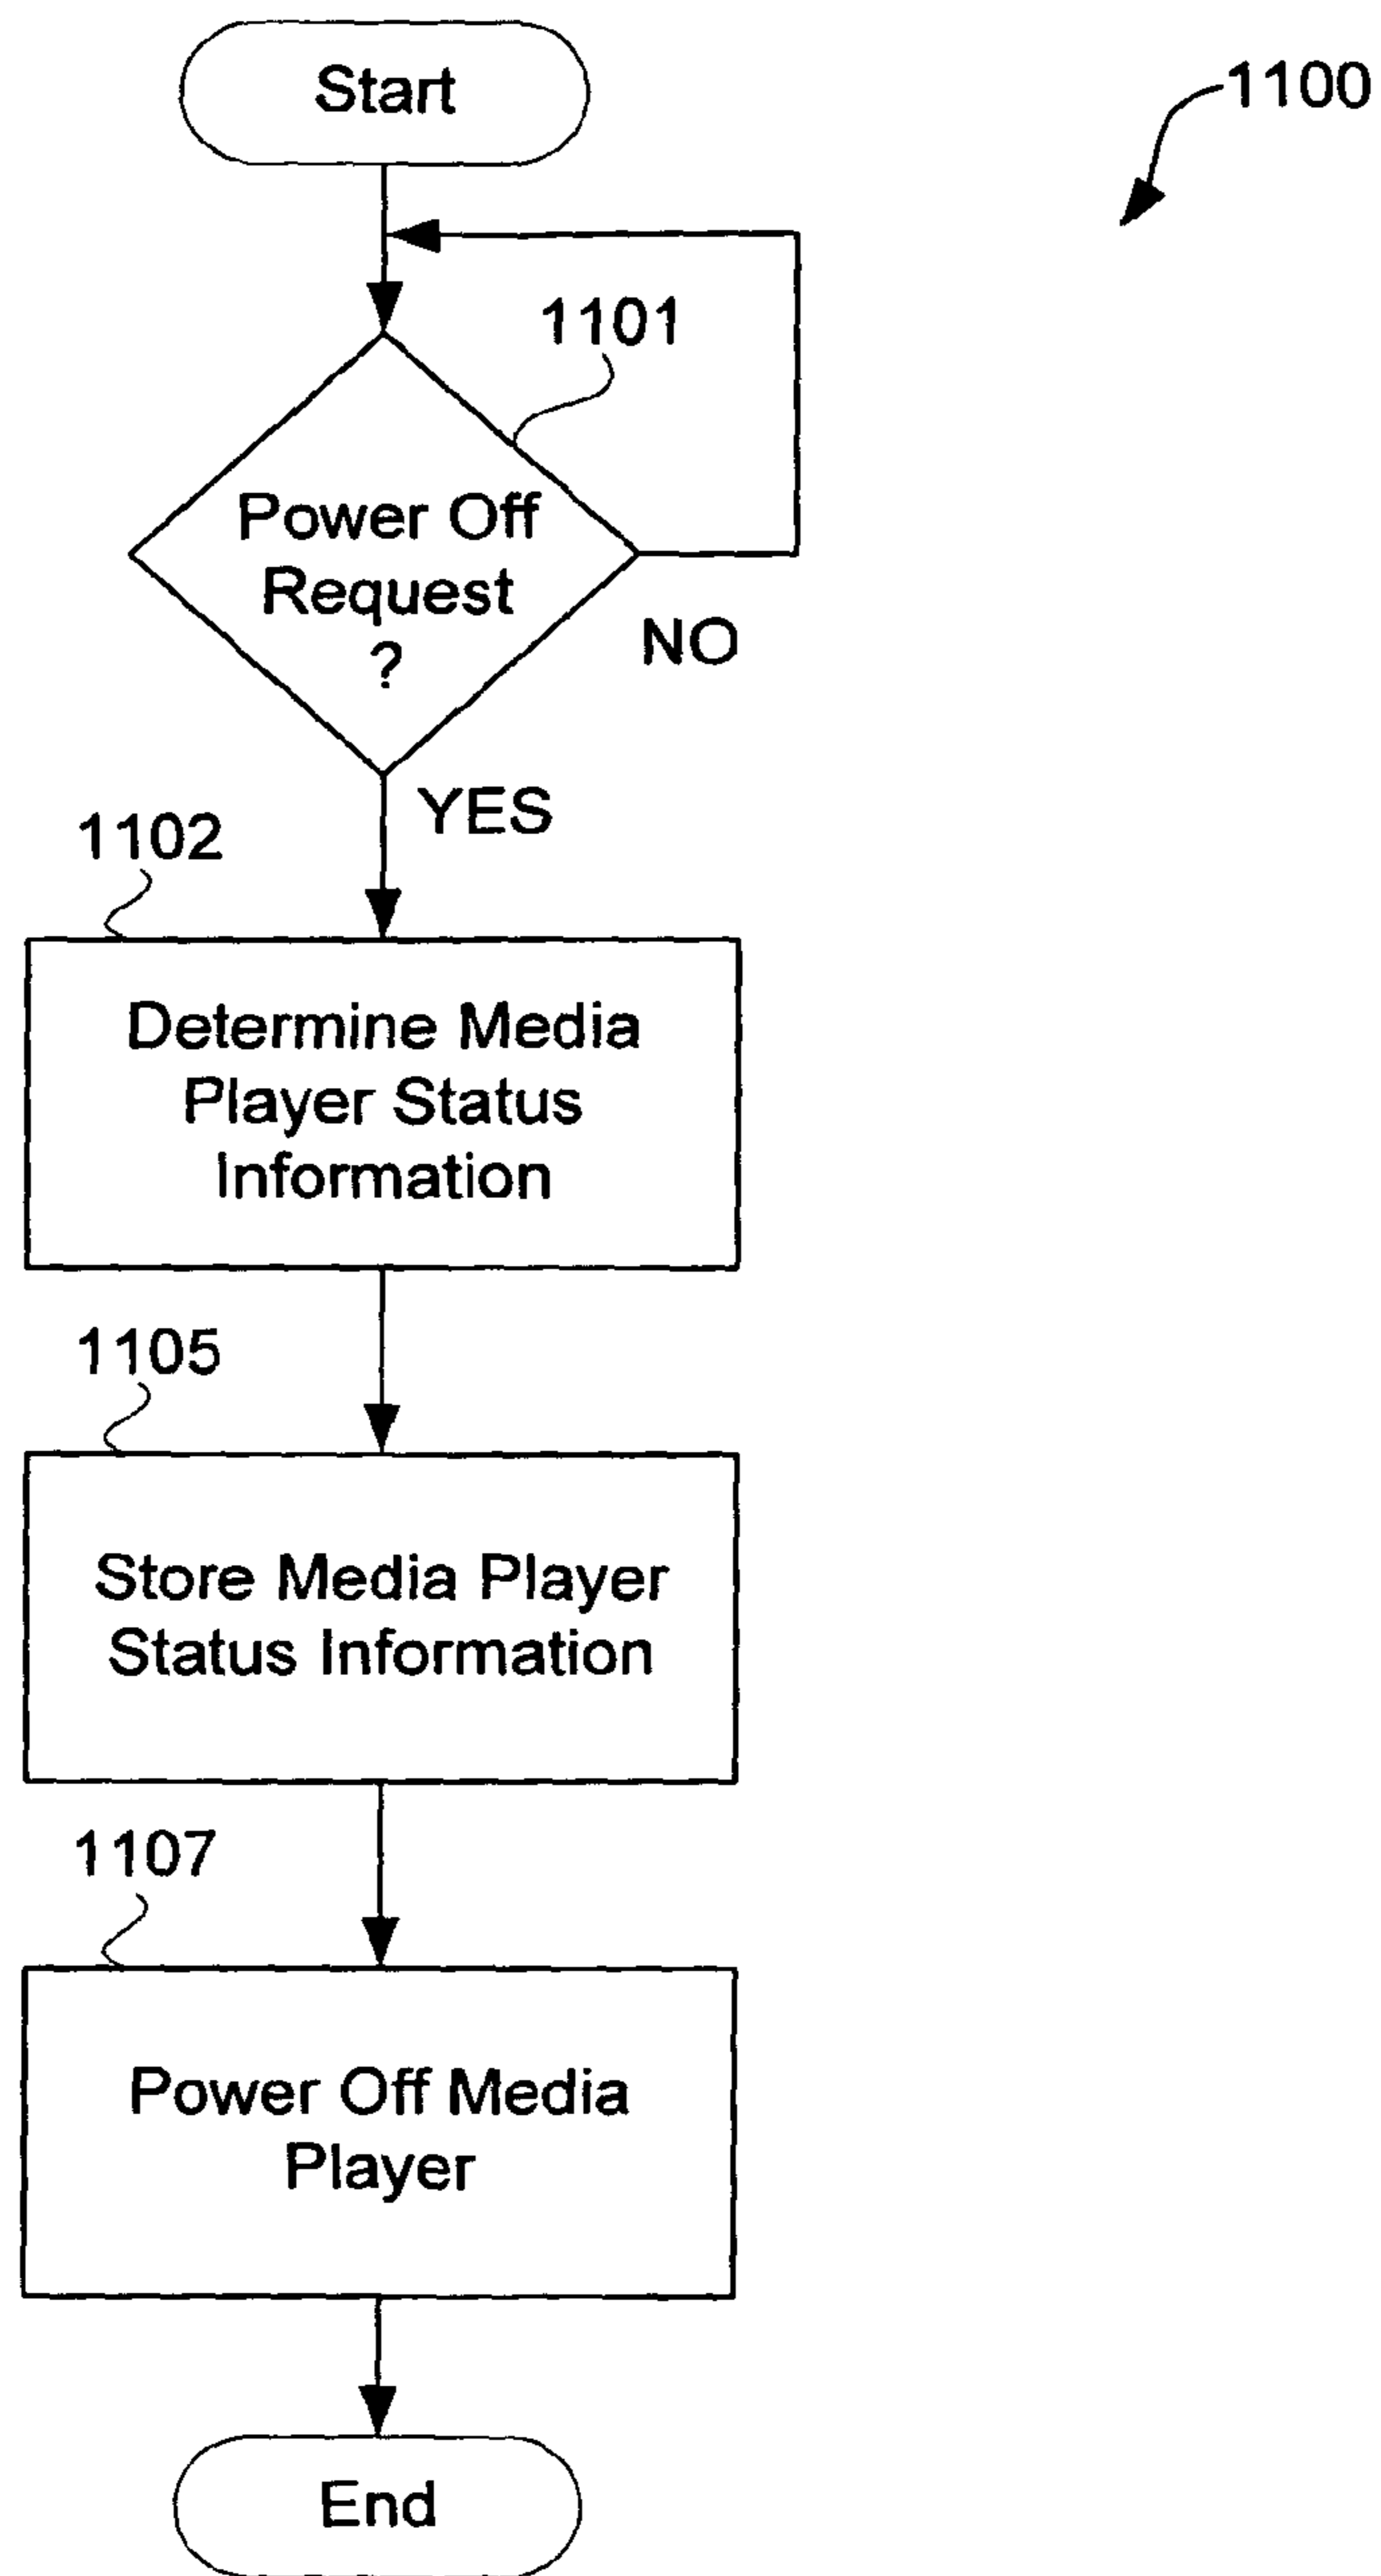 Start
1100
1101
Power Off
Request
?
NO
YES
1102
Determine Media
Player Status
Information
1105
Store Media Player
Status Information
1107
Power Off Media
Player
End